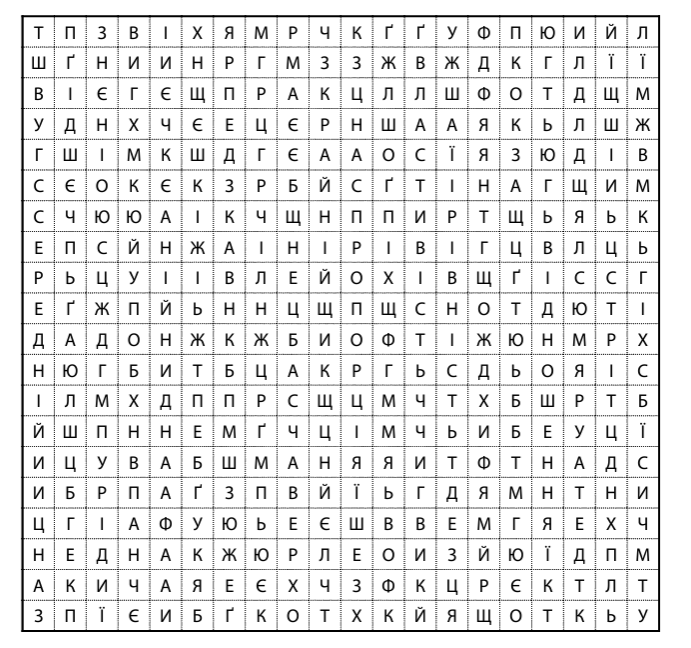 Т П З В І Х Я М Р Ч К Ґ Ґ У Ф П Ю И Й Л
Ш Ґ Н И И Н Р Г М З З Ж В Ж Д К Г Л Ї Ї
В І Є Г Є Щ П Р А К Ц Л Л Ш Ф О Т Д Щ М
У Д Н Х Ч Є Е Ц Є Р Н Ш А А Я К Ь Л Ш Ж
Г Ш І М К Ш Д Г Є А А О С Ї Я З Ю Д І В
С Є О К Є К З Р Б Й С Ґ Т І Н А Г Щ И М
С Ч Ю Ю А І К Ч Щ Н П П И Р Т Щ Ь Я Ь К
Е П С Й Н Ж А І Н І Р І В І Г Ц В Л Ц Ь
Р Ь Ц У І І В Л Е Й О Х І В Щ Ґ І С С Г
Е Ґ Ж П Й Ь Н Н Ц Щ П Щ С Н О Т Д Ю Т І
Д А Д О Н Ж К Ж Б И О Ф Т І Ж Ю Н М Р Х
Н Ю Г Б И Т Б Ц А К Р Г Ь С Д Ь О Я І С
І Л М Х Д П П Р С Щ Ц М Ч Т Х Б Ш Р Т Б
Й Ш П Н Н Е М Ґ Ч Ц І М Ч Ь И Б Е У Ц Ї
И Ц У В А Б Ш М А Н Я Я И Т Ф Т Н А Д С
И Б Р П А Ґ З П В Й Ї Ь Г Д Я М Н Т Н И
Ц Г І А Ф У Ю Ь Е Є Ш В В Е М Г Я Е Х Ч
Н Е Д Н А К Ж Ю Р Л Е О И З Й Ю Ї Д П М
А К И Ч А Я Е Є Х Ч З Ф К Ц Р Є К Т Л Т
З П Ї Є И Б Ґ К О Т Х К Й Я Щ О Т К Ь У